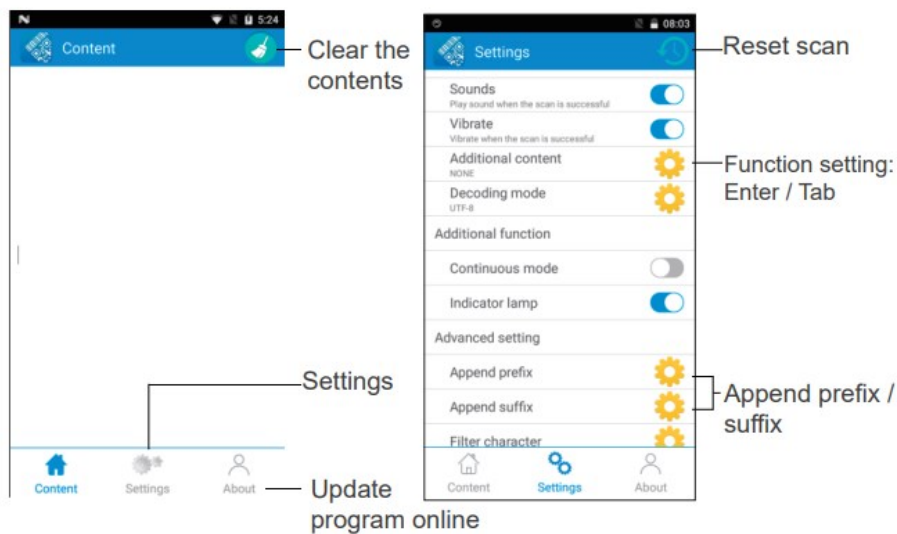 5:24
Content
Clear the
contents
Settings
Content
Settings
About
Update
program online
08:03
Settings
Reset scan
Sounds
Play sound when the scan is successful
Vibrate
Vibrate when the scan is successful
Additional content
NONE
Function setting:
Enter / Tab
Decoding mode
UTF-8
Additional function
Continuous mode
Indicator lamp
Advanced setting
Append prefix
Append suffix
Append prefix /
suffix
Filter character
Content
Settings
About